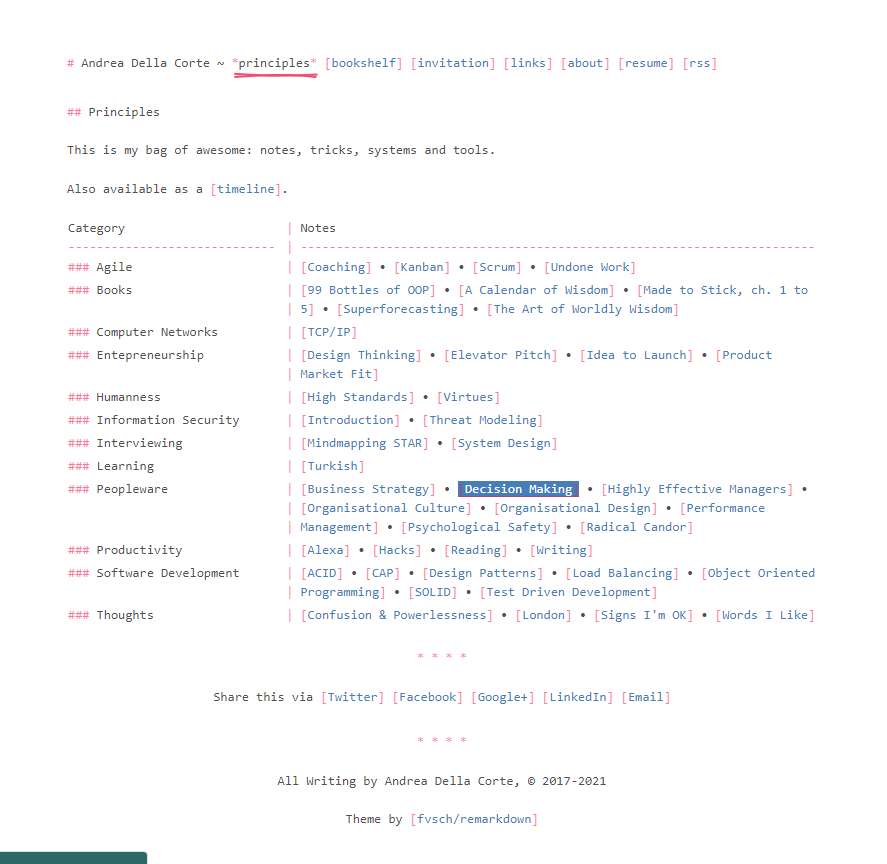 # Andrea Della Corte ~ *principles* [bookshelf] [invitation] [links] [about] [resume] [rss]
## Principles
This is my bag of awesome: notes, tricks, systems and tools.
Also available as a [timeline].
Category | Notes
----------------------------- | ------------------------------------------------------------------------
### Agile | [Coaching] • [Kanban] • [Scrum] • [Undone Work]
### Books | [99 Bottles of OOP] • [A Calendar of Wisdom] • [Made to Stick, ch. 1 to
| 5] • [Superforecasting] • [The Art of Worldly Wisdom]
### Computer Networks | [TCP/IP]
### Entepreneurship | [Design Thinking] • [Elevator Pitch] • [Idea to Launch] • [Product
| Market Fit]
### Humanness | [High Standards] • [Virtues]
### Information Security | [Introduction] • [Threat Modeling]
### Interviewing | [Mindmapping STAR] • [System Design]
### Learning | [Turkish]
### Peopleware | [Business Strategy] • [Decision Making] • [Highly Effective Managers] •
| [Organisational Culture] • [Organisational Design] • [Performance
| Management] • [Psychological Safety] • [Radical Candor]
### Productivity | [Alexa] • [Hacks] • [Reading] • [Writing]
### Software Development | [ACID] • [CAP] • [Design Patterns] • [Load Balancing] • [Object Oriented
| Programming] • [SOLID] • [Test Driven Development]
### Thoughts | [Confusion & Powerlessness] • [London] • [Signs I'm OK] • [Words I Like]
* * * *
Share this via [Twitter] [Facebook] [Google+] [LinkedIn] [Email]
* * * *
All Writing by Andrea Della Corte, © 2017-2021
Theme by [fvsch/remarkdown]